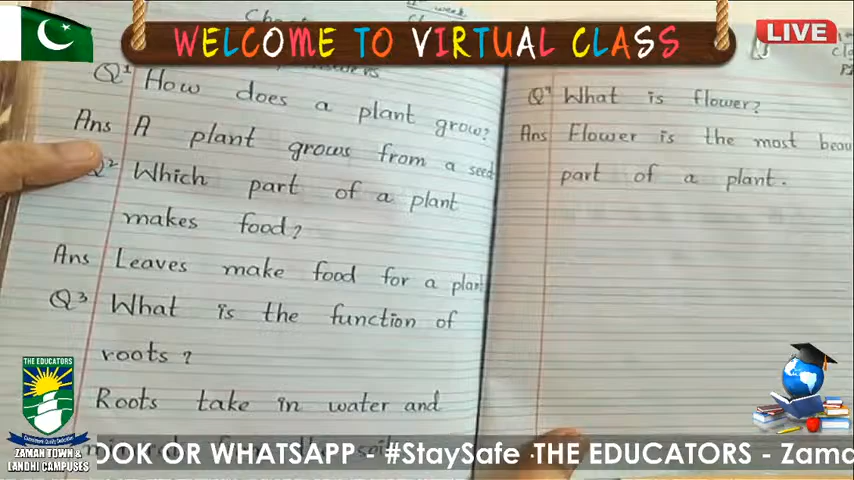 WELCOME TO VIRTUAL CLASS
LIVE
Q1 How does a plant grow?
Ans A plant grows from a seed
Q2 Which part of a plant
makes food?
Ans Leaves make food for a plant
Q3 What is the function of
roots?
Roots take in water and
Q4 What is flower?
Ans Flower is the most beau
part of a plant.
THE EDUCATORS
ZAMAN TOWN &
LANDHI CAMPUSES
OOK OR WHATSAPP - #StaySafe -THE EDUCATORS - Zama